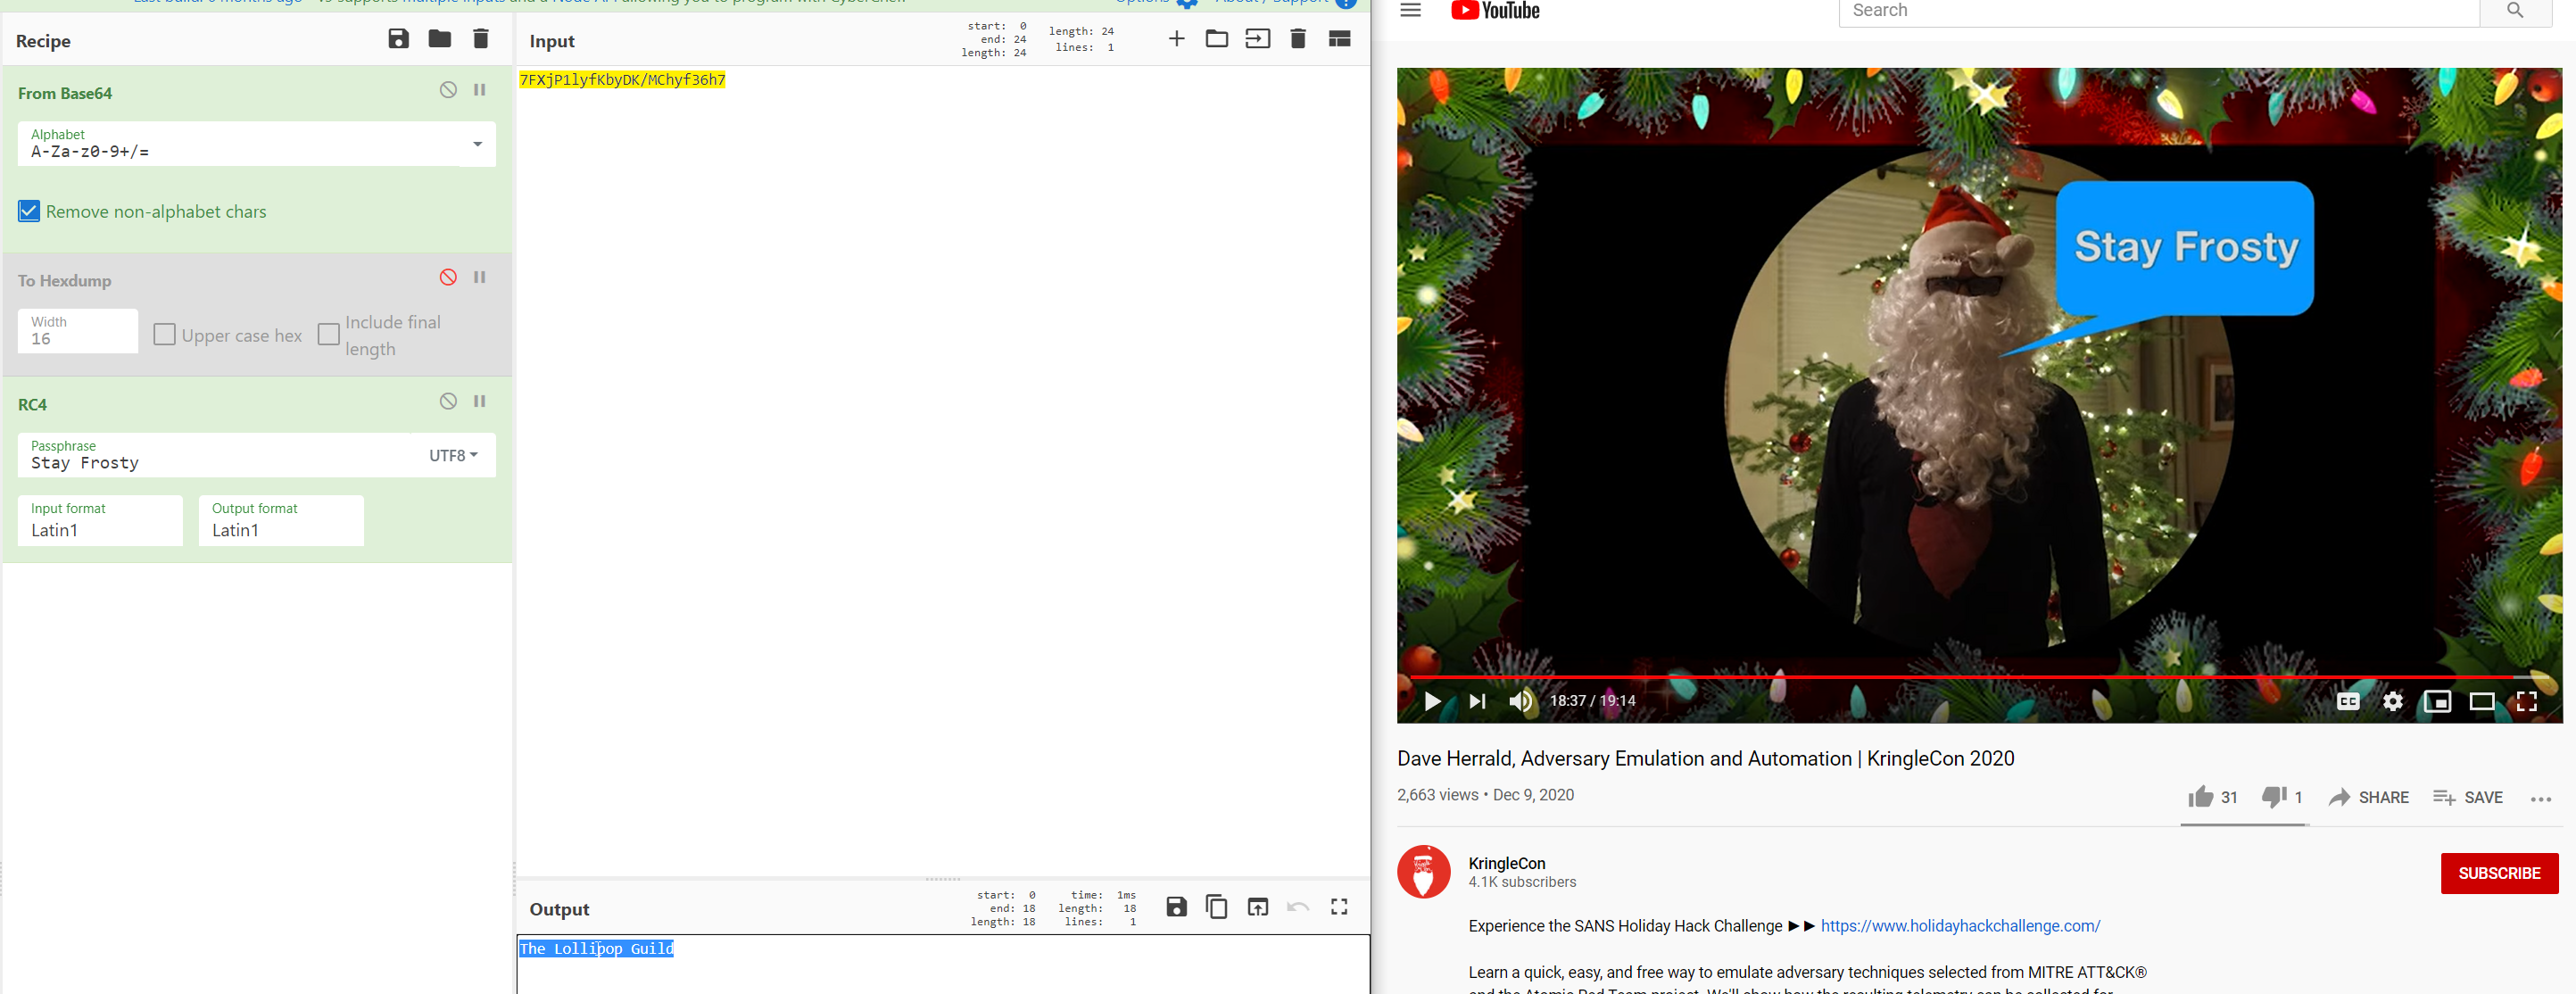 Recipe
From Base64
Alphabet
A-Za-z0-9+/=
Remove non-alphabet chars
To Hexdump
Width
16
Upper case hex
Include final
length
RC4
Passphrase
Stay Frosty
UTF8
Input format
Latin1
Output format
Latin1
Input
start: 0
end: 24
length: 24
length: 24
lines: 1
7FXjP1lyfKbyDK/MChyf36h7
Output
start: 0
end: 18
length: 18
time: 1ms
length: 18
lines: 1
The Lollipop Guild
YouTube
Search
Stay Frosty
18:37 / 19:14
CC
Dave Herrald, Adversary Emulation and Automation | KringleCon 2020
2,663 views • Dec 9, 2020
31
1
SHARE
SAVE
KringleCon
4.1K subscribers
SUBSCRIBE
Experience the SANS Holiday Hack Challenge ►► https://www.holidayhackchallenge.com/
Learn a quick, easy, and free way to emulate adversary techniques selected from MITRE ATT&CK®